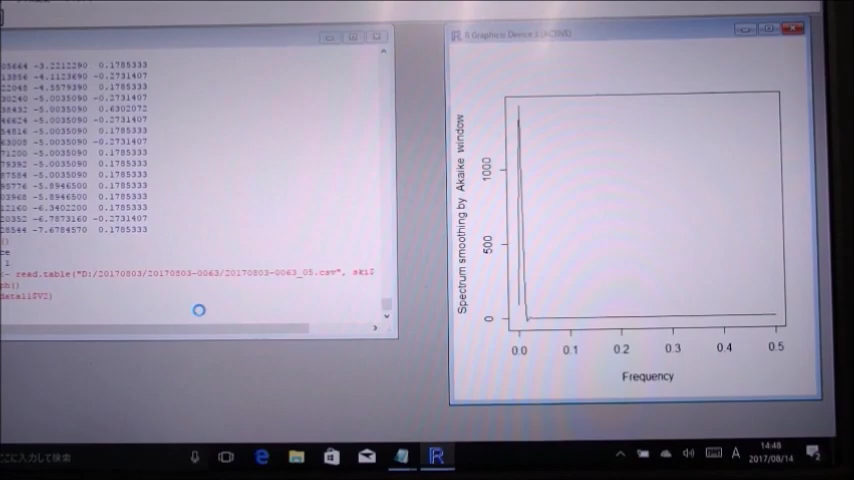 05664 -3.2212290 0.1785333
13856 -4.1123690 -0.2731407
22048 -4.5579390 0.1785333
30240 -5.0035090 -0.2731407
38432 -5.0035090 0.6302072
46624 -5.0035090 -0.2731407
54816 -5.0035090 0.1785333
63008 -5.0035090 -0.2731407
71200 -5.0035090 0.1785333
79392 -5.0035090 0.1785333
87584 -5.0035090 0.1785333
95776 -5.8946500 0.1785333
03968 -5.8946500 0.1785333
12160 -6.3402200 0.1785333
20352 -6.7873160 -0.2731407
28544 -7.6784570 0.1785333
()
ce
1
<- read.table("D:/20170803/20170803-0063/20170803-0063_05.csv", ski$
ph()
data1$V2)
R Graphics: Device 2 (ACTIVE)
Spectrum smoothing by Akaike window
1000
500
0
0.0 0.1 0.2 0.3 0.4 0.5
Frequency
ここに入力して検索
A
14:48
2017/08/14
2